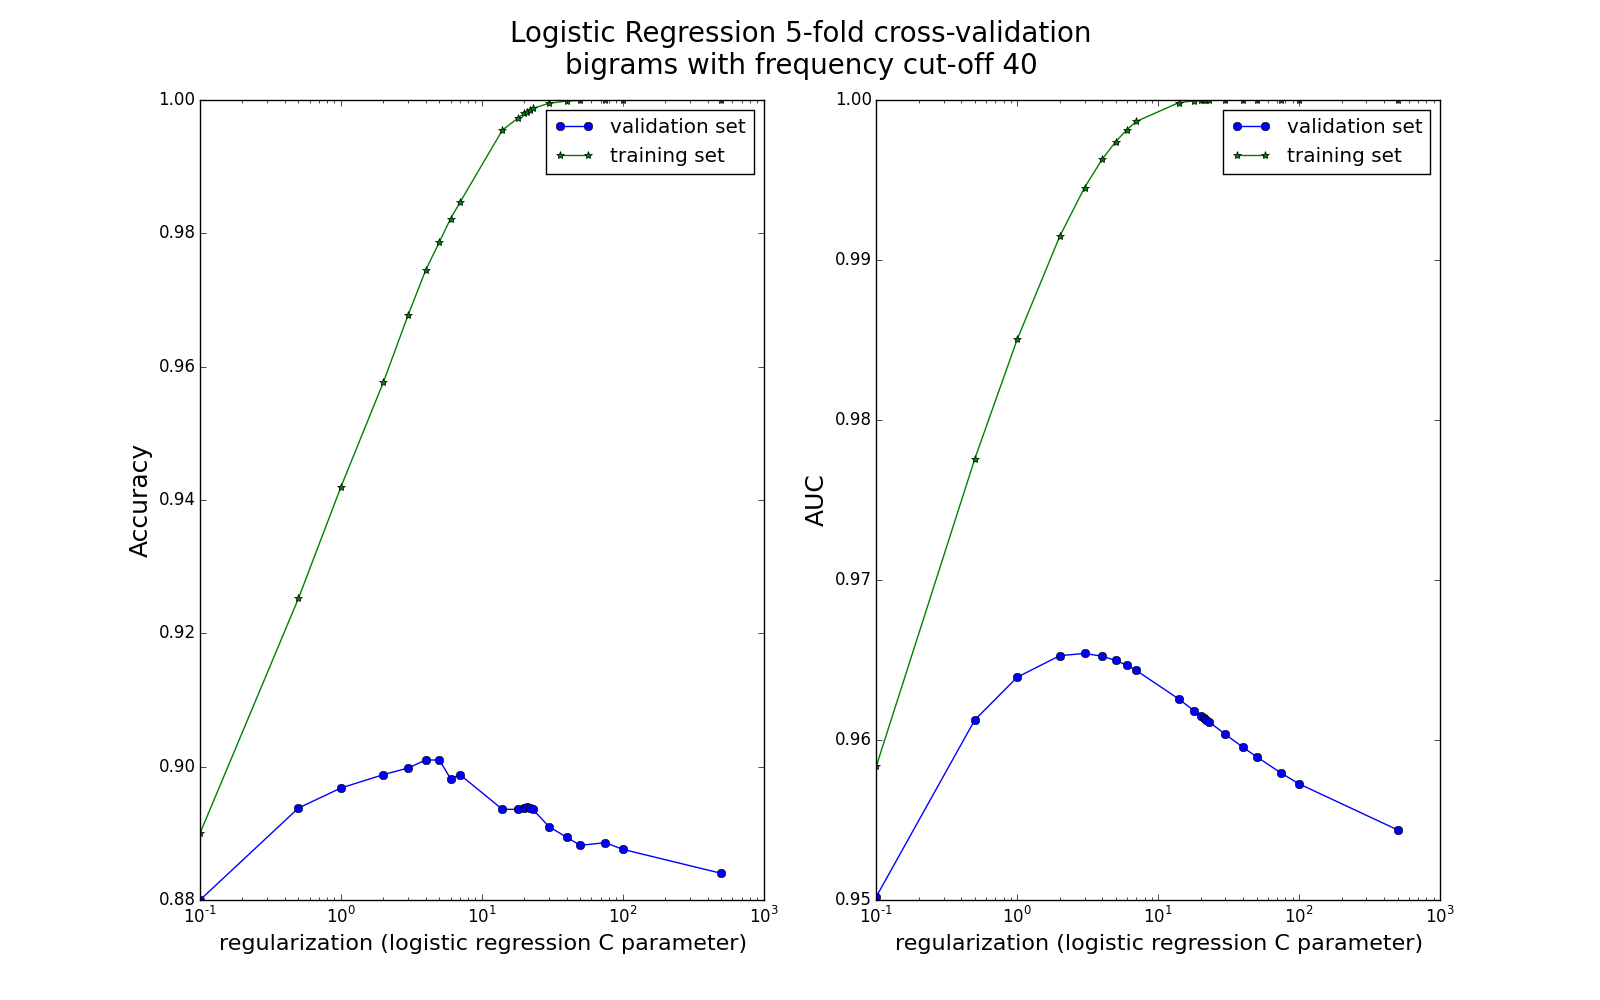 Logistic Regression 5-fold cross-validation
bigrams with frequency cut-off 40
1.00
0.98
0.96
0.94
0.92
0.90
0.88
Accuracy
validation set
training set
10^-1
10^0
10^1
10^2
10^3
regularization (logistic regression C parameter)
1.00
0.99
0.98
0.97
0.96
0.95
AUC
validation set
training set
10^-1
10^0
10^1
10^2
10^3
regularization (logistic regression C parameter)